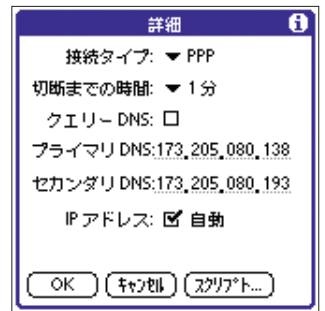 詳細
接続タイプ: PPP
切断までの時間: 1分
クエリー DNS:
プライマリ DNS:173.205.080.138
セカンダリ DNS:173.205.080.193
IP アドレス: 自動
OK キャンセル スクリプト...